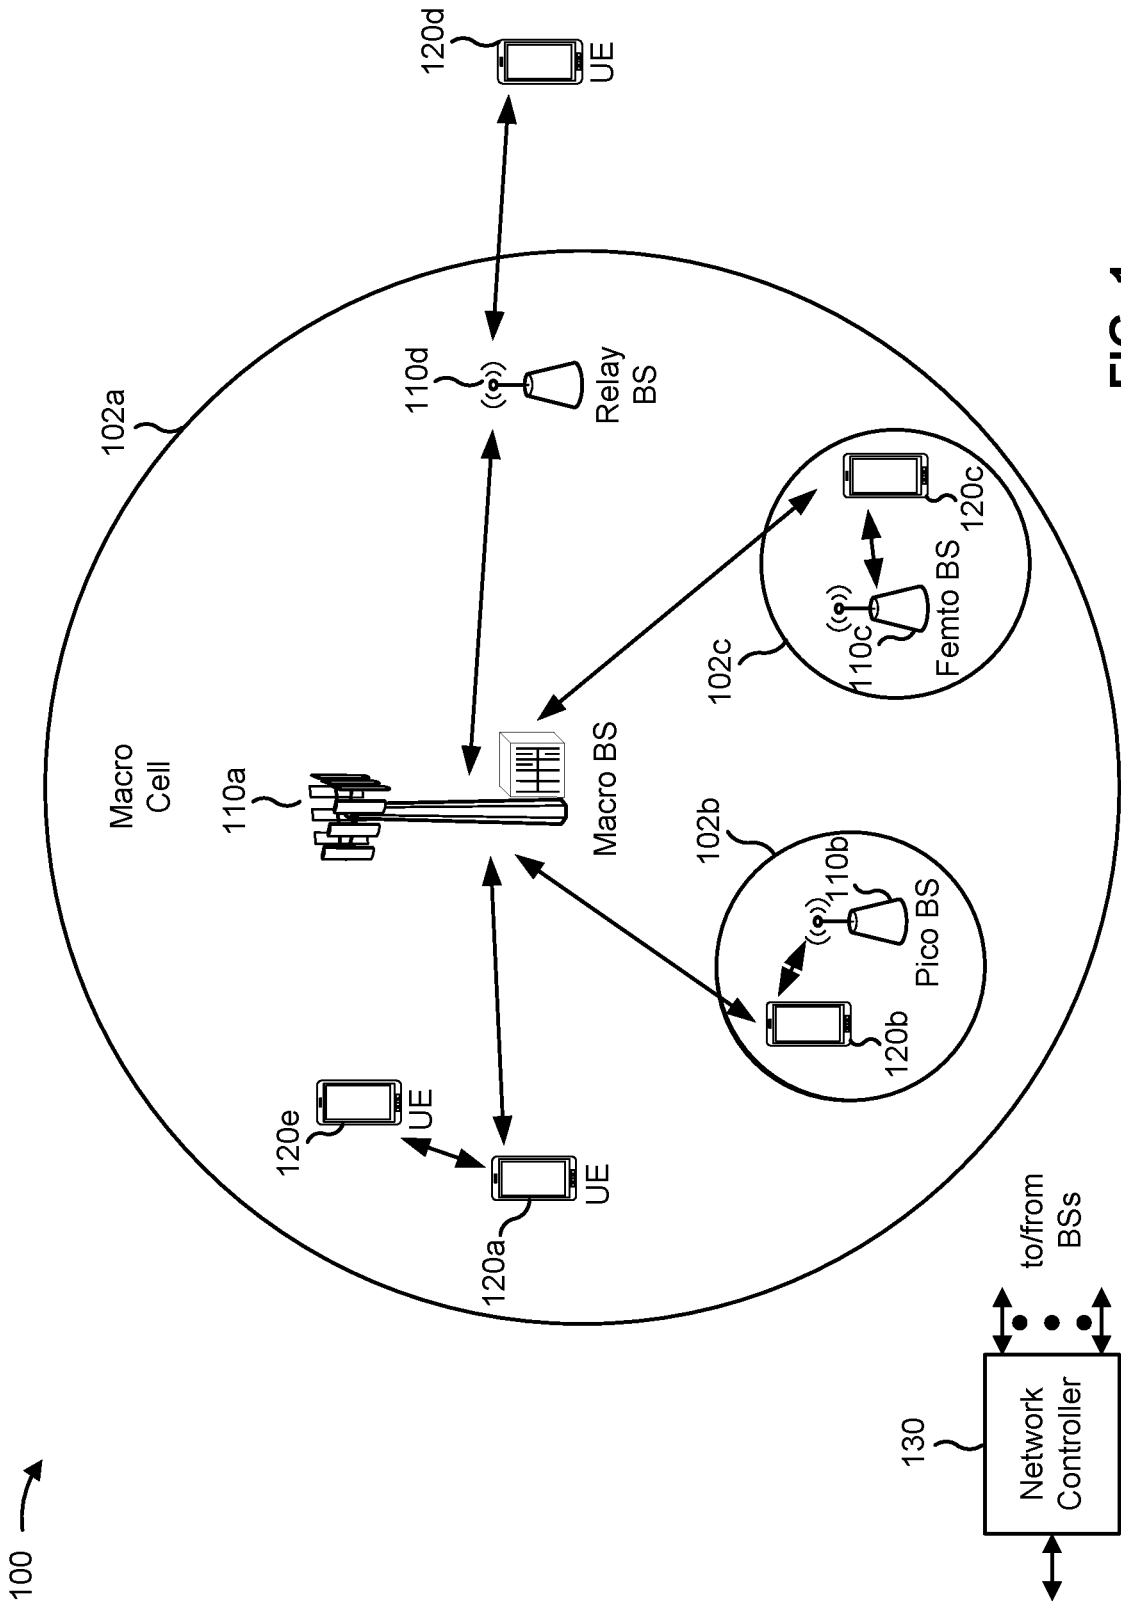 100
102a
Macro
Cell
110a
120d
UE
110d
Relay
BS
120e
UE
120a
UE
Macro BS
102c
120c
110c
Femto BS
102b
110b
Pico BS
120b
130
Network
Controller
to/from
BSs